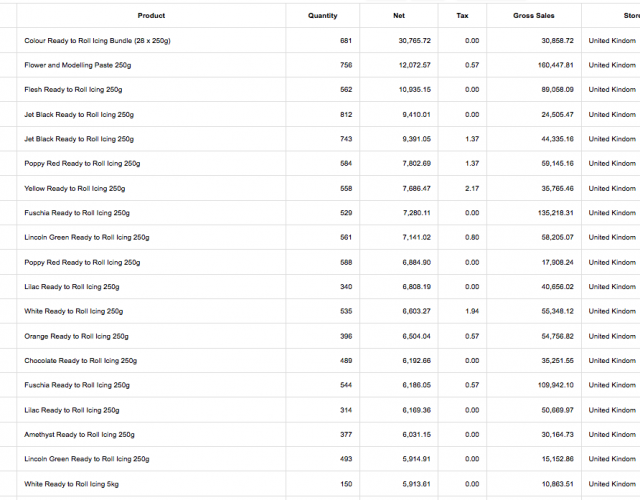 Product Quantity Net Tax Gross Sales Store
Colour Ready to Roll Icing Bundle (28 x 250g) 681 30,765.72 0.00 30,858.72 United Kindom
Flower and Modelling Paste 250g 756 12,072.57 0.57 160,447.81 United Kindom
Flesh Ready to Roll Icing 250g 562 10,935.15 0.00 89,058.09 United Kindom
Jet Black Ready to Roll Icing 250g 812 9,410.01 0.00 24,505.47 United Kindom
Jet Black Ready to Roll Icing 250g 743 9,391.05 1.37 44,335.16 United Kindom
Poppy Red Ready to Roll Icing 250g 584 7,802.69 1.37 59,145.16 United Kindom
Yellow Ready to Roll Icing 250g 558 7,686.47 2.17 35,765.46 United Kindom
Fuschia Ready to Roll Icing 250g 529 7,280.11 0.00 135,218.31 United Kindom
Lincoln Green Ready to Roll Icing 250g 561 7,141.02 0.80 58,205.07 United Kindom
Poppy Red Ready to Roll Icing 250g 588 6,884.90 0.00 17,908.24 United Kindom
Lilac Ready to Roll Icing 250g 340 6,808.19 0.00 40,656.02 United Kindom
White Ready to Roll Icing 250g 535 6,603.27 1.94 55,348.12 United Kindom
Orange Ready to Roll Icing 250g 396 6,504.04 0.57 54,756.82 United Kindom
Chocolate Ready to Roll Icing 250g 489 6,192.66 0.00 35,251.55 United Kindom
Fuschia Ready to Roll Icing 250g 544 6,186.05 0.57 109,942.10 United Kindom
Lilac Ready to Roll Icing 250g 314 6,169.36 0.00 50,669.97 United Kindom
Amethyst Ready to Roll Icing 250g 377 6,031.15 0.00 30,164.73 United Kindom
Lincoln Green Ready to Roll Icing 250g 493 5,914.91 0.00 15,152.86 United Kindom
White Ready to Roll Icing 5kg 150 5,913.61 0.00 10,863.51 United Kindom